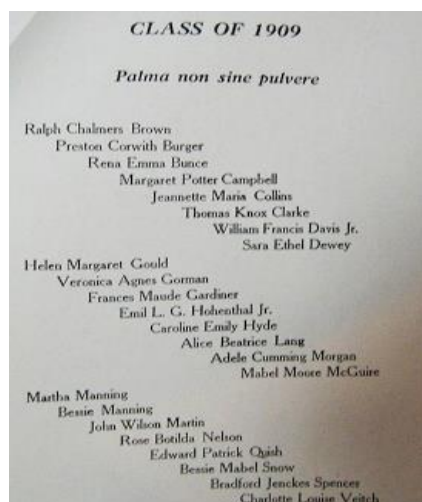 CLASS OF 1909
Palma non sine pulvere
Ralph Chalmers Brown
Preston Corwith Burger
Rena Emma Bunce
Margaret Potter Campbell
Jeannette Maria Collins
Thomas Knox Clarke
William Francis Davis Jr.
Sara Ethel Dewey
Helen Margaret Gould
Veronica Agnes Gorman
Frances Maude Gardiner
Emil L. G. Hohenthal Jr.
Caroline Emily Hyde
Alice Beatrice Lang
Adele Cumming Morgan
Mabel Moore McGuire
Martha Manning
Bessie Manning
John Wilson Martin
Rose Botilda Nelson
Edward Patrick Quish
Bessie Mabel Snow
Bradford Jenckes Spencer
Charlotte Louise Veitch